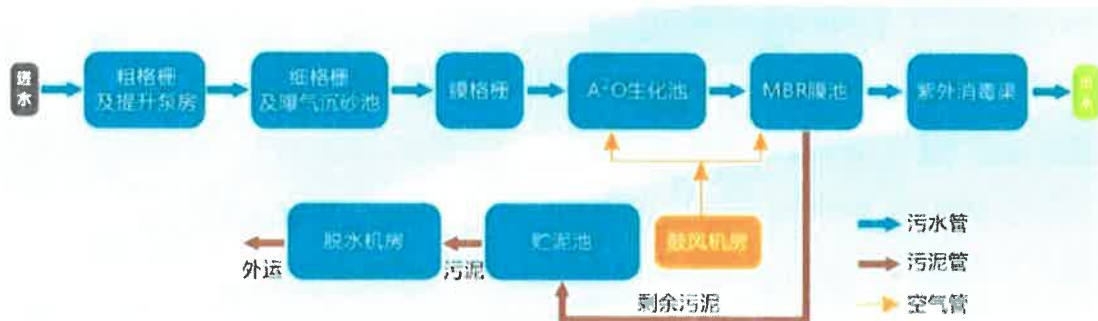 进水
粗格栅
及提升泵房
细格栅
及曝气沉砂池
膜格栅
A²O生化池
MBR膜池
紫外消毒渠
出水
脱水机房
贮泥池
鼓风机房
外运
污泥
剩余污泥
污水管
污泥管
空气管